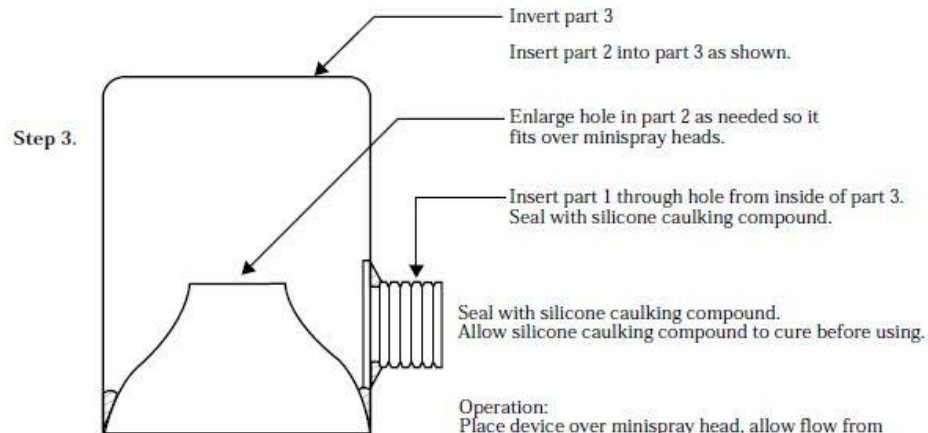 Invert part 3
Insert part 2 into part 3 as shown.
Step 3.
Enlarge hole in part 2 as needed so it
fits over minispray heads.
Insert part 1 through hole from inside of part 3.
Seal with silicone caulking compound.
Seal with silicone caulking compound.
Allow silicone caulking compound to cure before using.
Operation:
Place device over minispray head, allow flow from